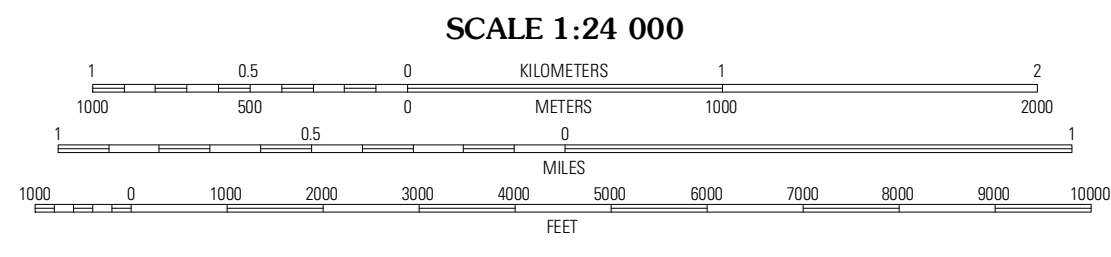 SCALE 1:24 000
1 0.5 0 KILOMETERS 1 2
1000 500 0 METERS 1000 2000
1 0.5 0 1
MILES
1000 0 1000 2000 3000 4000 5000 6000 7000 8000 9000 10000
FEET